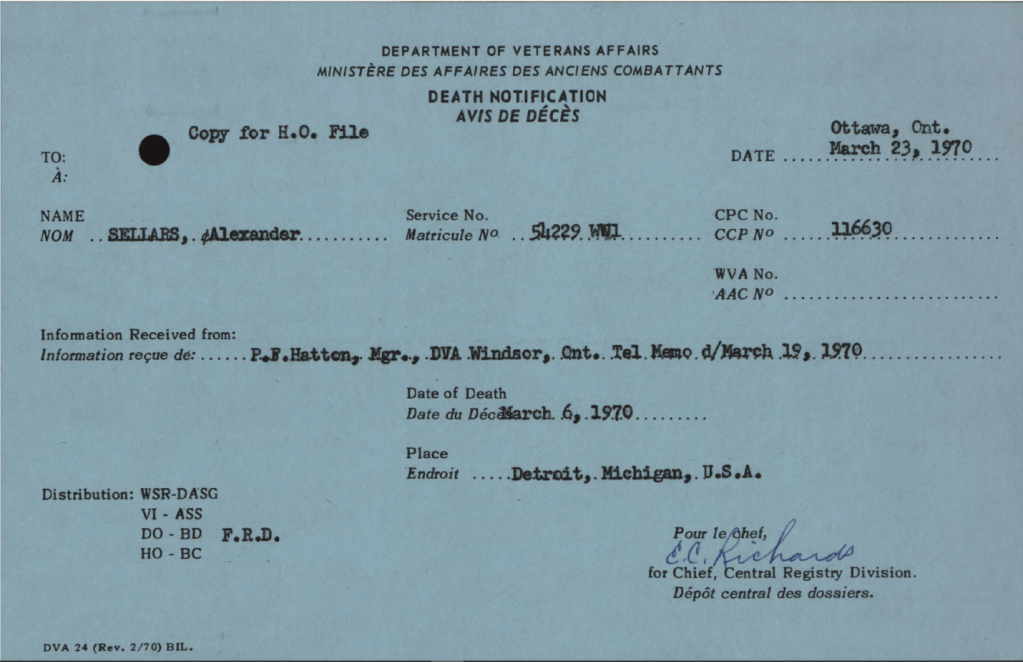 DEPARTMENT OF VETERANS AFFAIRS
MINISTÈRE DES AFFAIRES DES ANCIENS COMBATTANTS
DEATH NOTIFICATION
AVIS DE DÉCÈS
Copy for H.O. File
Ottawa, Ont.
TO:
À:
DATE ...March 23, 1970...
NAME
NOM ..SELLARS, Alexander...........
Service No.
Matricule Nº ..54229 WW1..........
CPC No.
CCP Nº ......116630..............
WVA No.
AAC Nº ...........................
Information Received from:
Information reçue de: ......P.F.Hatton, Mgr., DVA Windsor, Ont. Tel Memo d/March 19, 1970..................
Date of Death
Date du Décès March 6, 1970.........
Place
Endroit .....Detroit, Michigan, U.S.A.
Distribution: WSR-DASG
VI - ASS
DO - BD F.R.D.
HO - BC
Pour le chef,
E.C. Richards
for Chief, Central Registry Division.
Dépôt central des dossiers.
DVA 24 (Rev. 2/70) BIL.